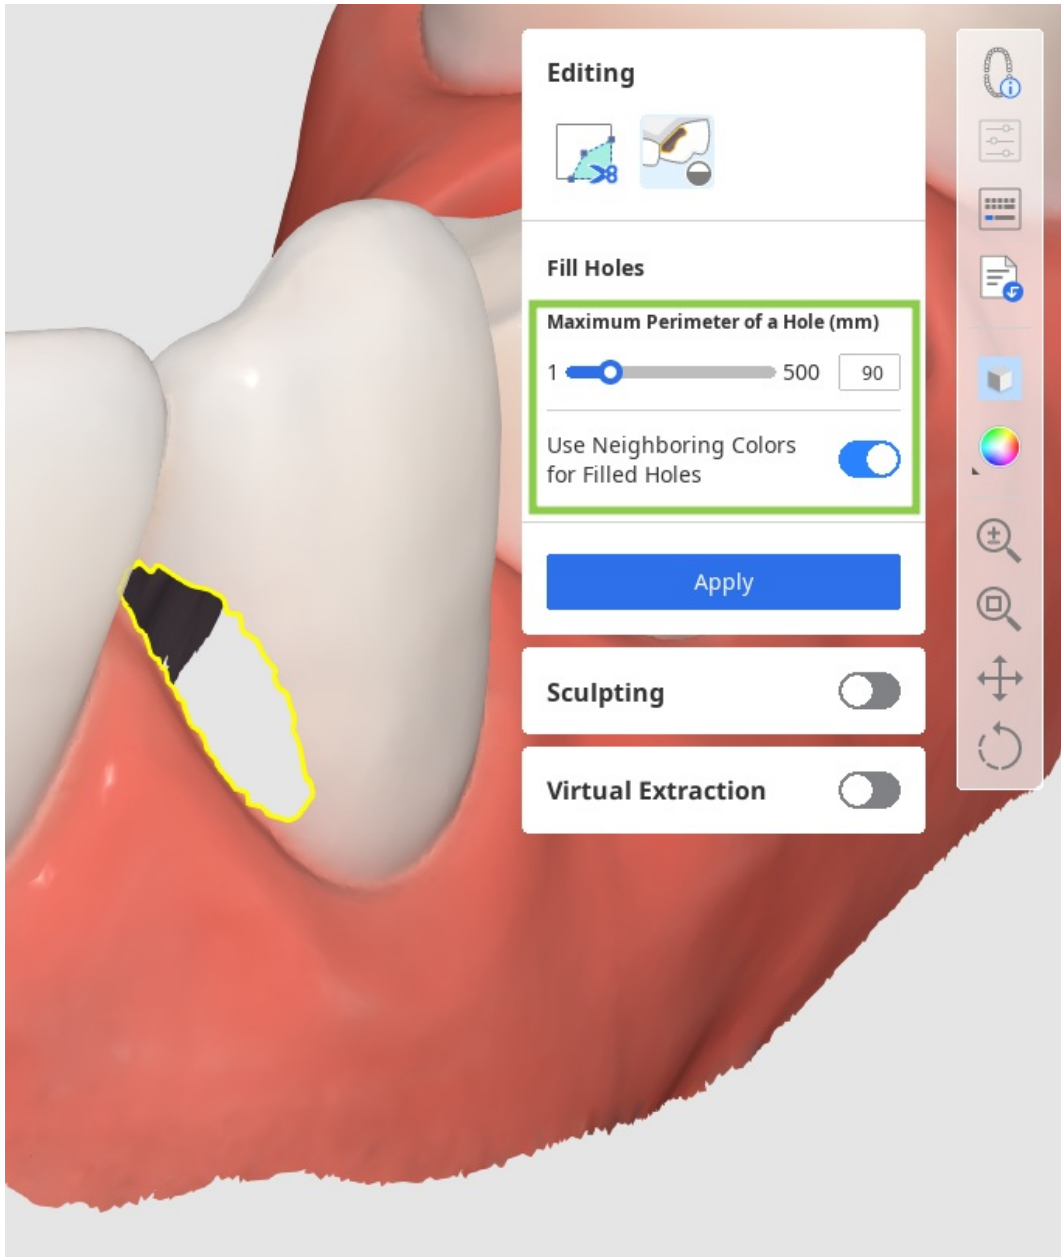 Editing
Fill Holes
Maximum Perimeter of a Hole (mm)
1 500 90
Use Neighboring Colors
for Filled Holes
Apply
Sculpting
Virtual Extraction